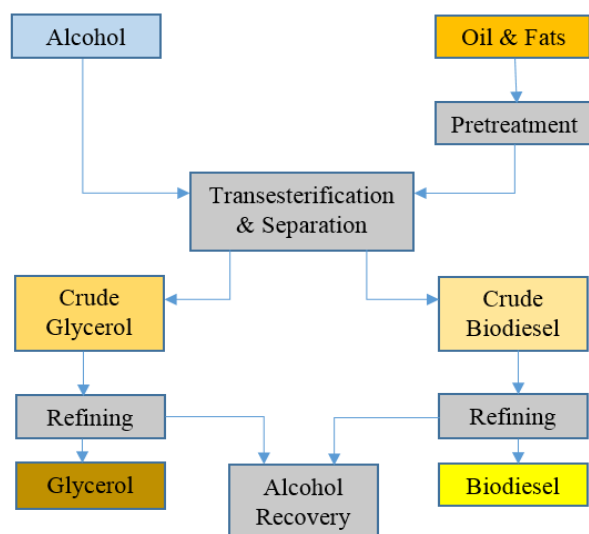 Alcohol
Oil & Fats
Pretreatment
Transesterification
& Separation
Crude
Glycerol
Crude
Biodiesel
Refining
Refining
Glycerol
Alcohol
Recovery
Biodiesel